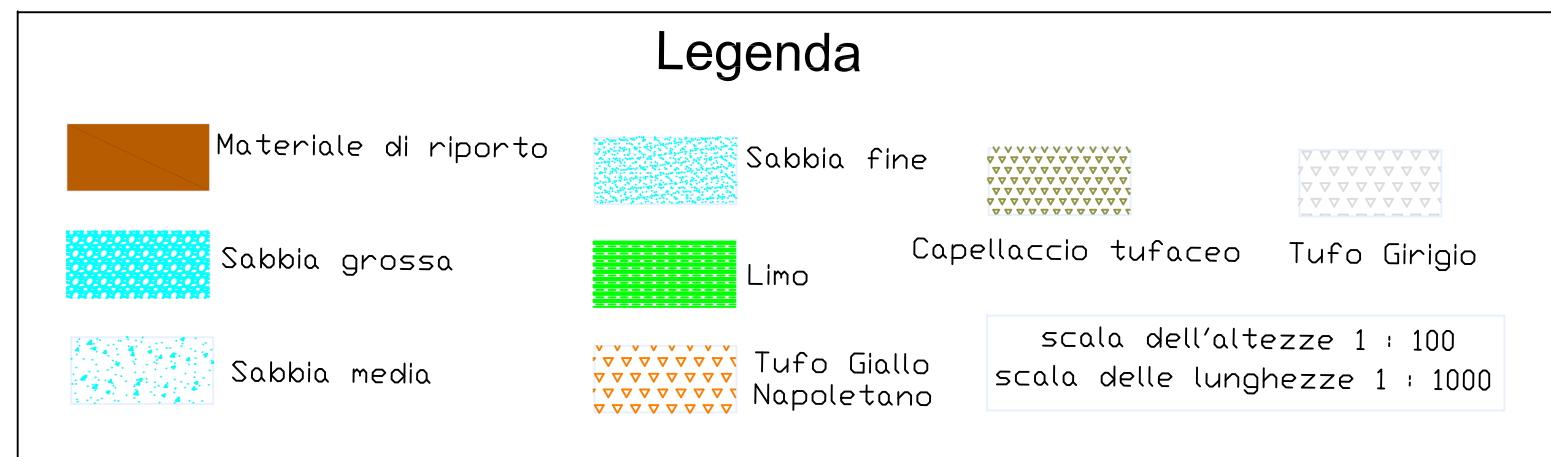 Legenda
Materiale di riporto
Sabbia fine
Sabbia grossa
Capellaccio tufaceo
Tufo Girigio
Limo
Sabbia media
Tufo Giallo
Napoletano
scala dell'altezze 1 : 100
scala delle lunghezze 1 : 1000